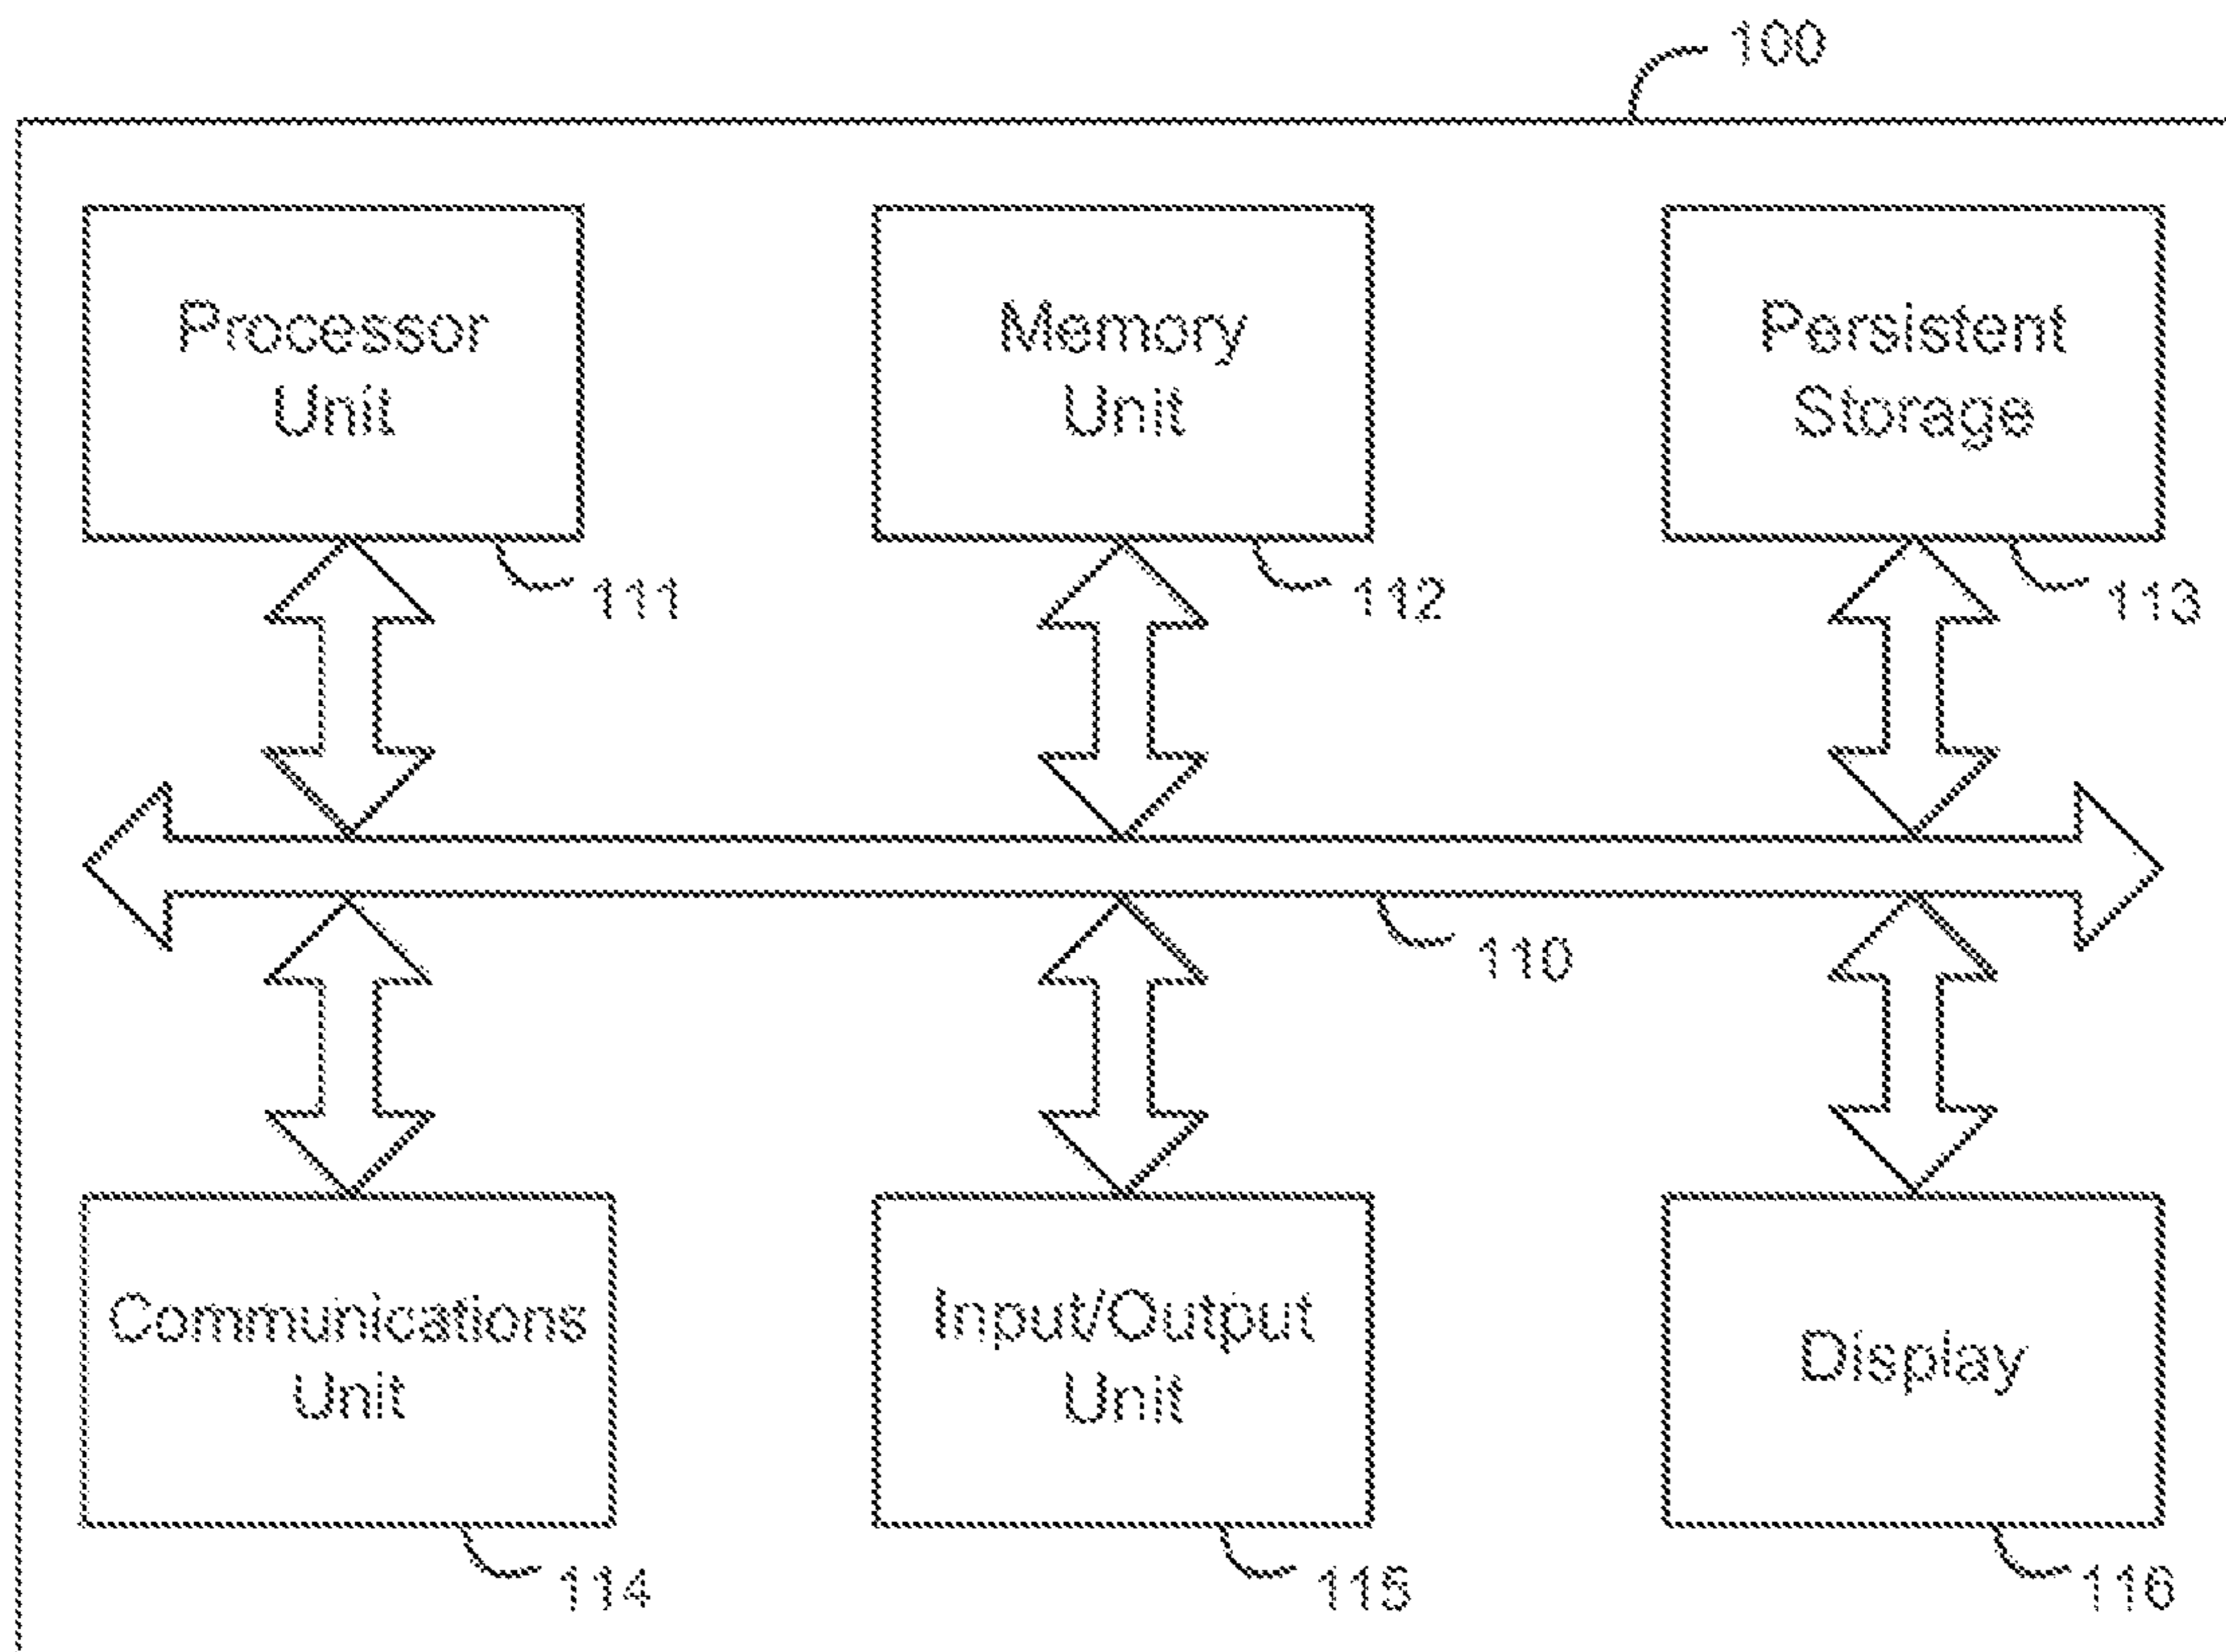 100
Processor
Unit
Memory
Unit
Persistent
Storage
111
112
113
110
Communications
Unit
Input/Output
Unit
Display
114
115
116